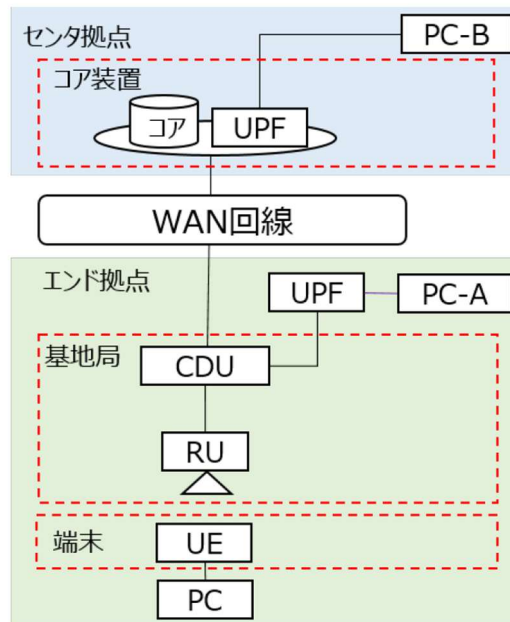 センタ拠点
PC-B
コア装置
コア
UPF
WAN回線
エンド拠点
UPF
PC-A
基地局
CDU
RU
端末
UE
PC